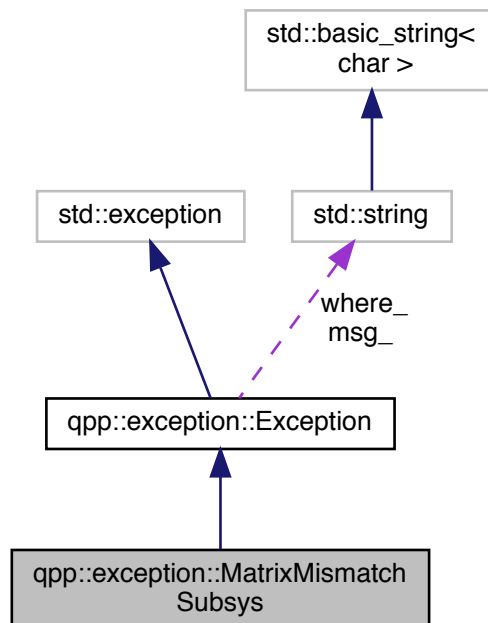 std::basic_string<
char >
std::exception
std::string
where_
msg_
qpp::exception::Exception
qpp::exception::MatrixMismatch
Subsys